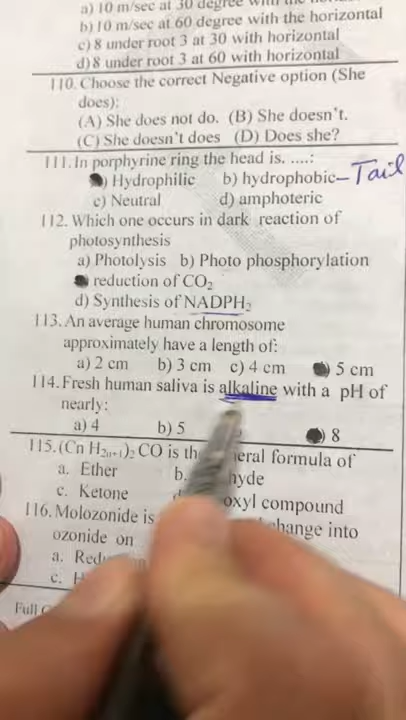 a) 10 m/sec at 30 degree with the horizontal
b) 10 m/sec at 60 degree with the horizontal
c) 8 under root 3 at 30 with horizontal
d) 8 under root 3 at 60 with horizontal
110. Choose the correct Negative option (She
does):
(A) She does not do. (B) She doesn't.
(C) She doesn't does (D) Does she?
111. In porphyrine ring the head is. ....:
) Hydrophilic b) hydrophobic – Tail
c) Neutral d) amphoteric
112. Which one occurs in dark reaction of
photosynthesis
a) Photolysis b) Photo phosphorylation
reduction of CO₂
d) Synthesis of NADPH₂
113. An average human chromosome
approximately have a length of:
a) 2 cm b) 3 cm c) 4 cm ) 5 cm
114. Fresh human saliva is alkaline with a pH of
nearly:
a) 4 b) 5 ) 8
115. (Cn H₂ₙ₊₁)₂ CO is formula of
a. Ether b.
c. Ketone compound
116. Molozonide is into
ozonide on
a.
c.
Full